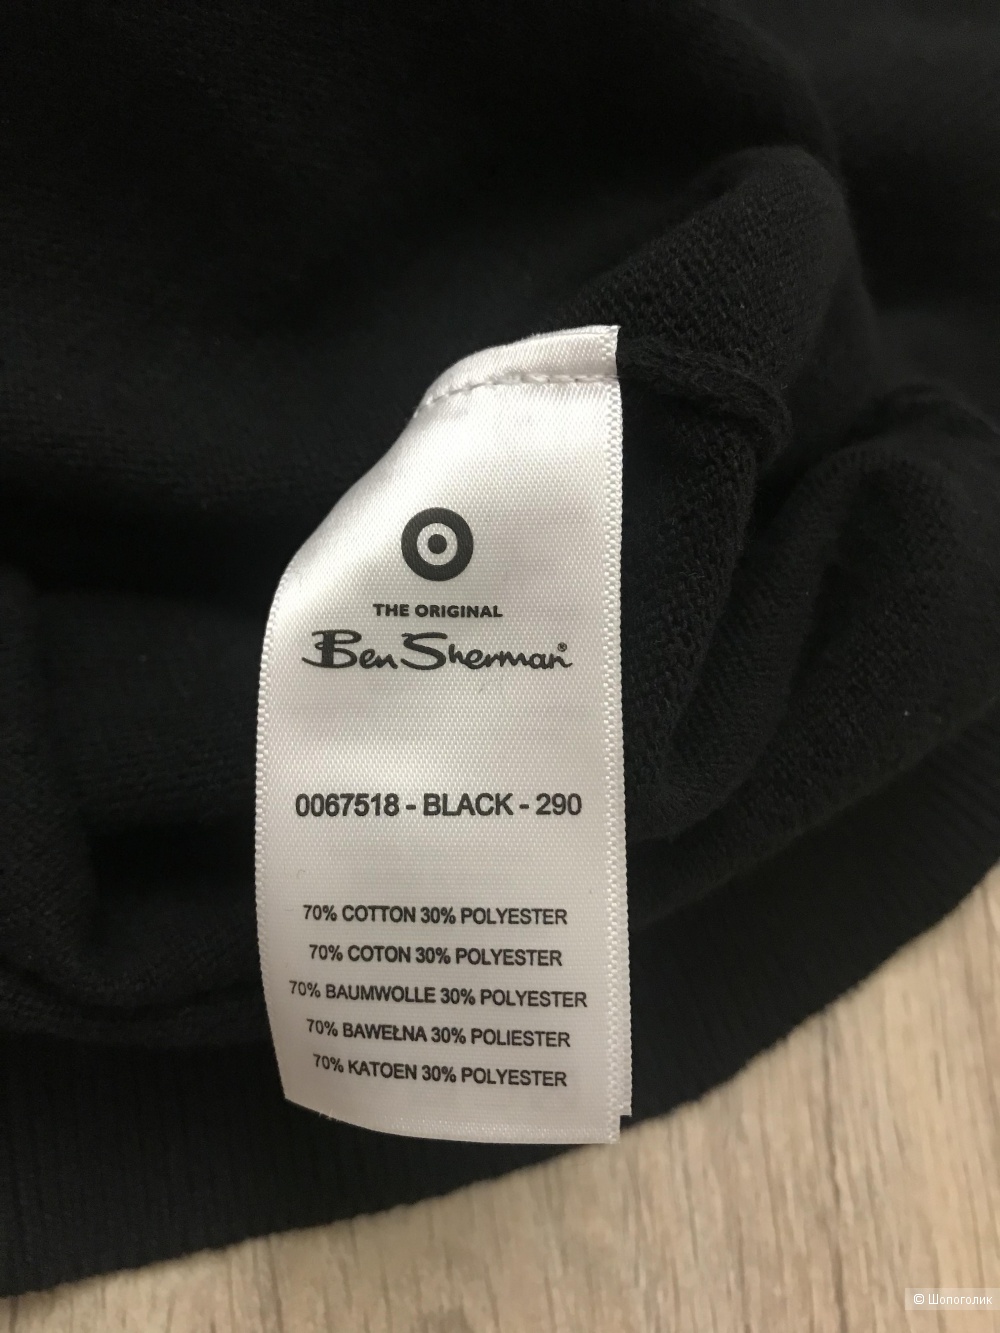 THE ORIGINAL
Ben Sherman®
0067518 - BLACK - 290
70% COTTON 30% POLYESTER
70% COTON 30% POLYESTER
70% BAUMWOLLE 30% POLYESTER
70% BAWEŁNA 30% POLIESTER
70% KATOEN 30% POLYESTER
© Шопоголик